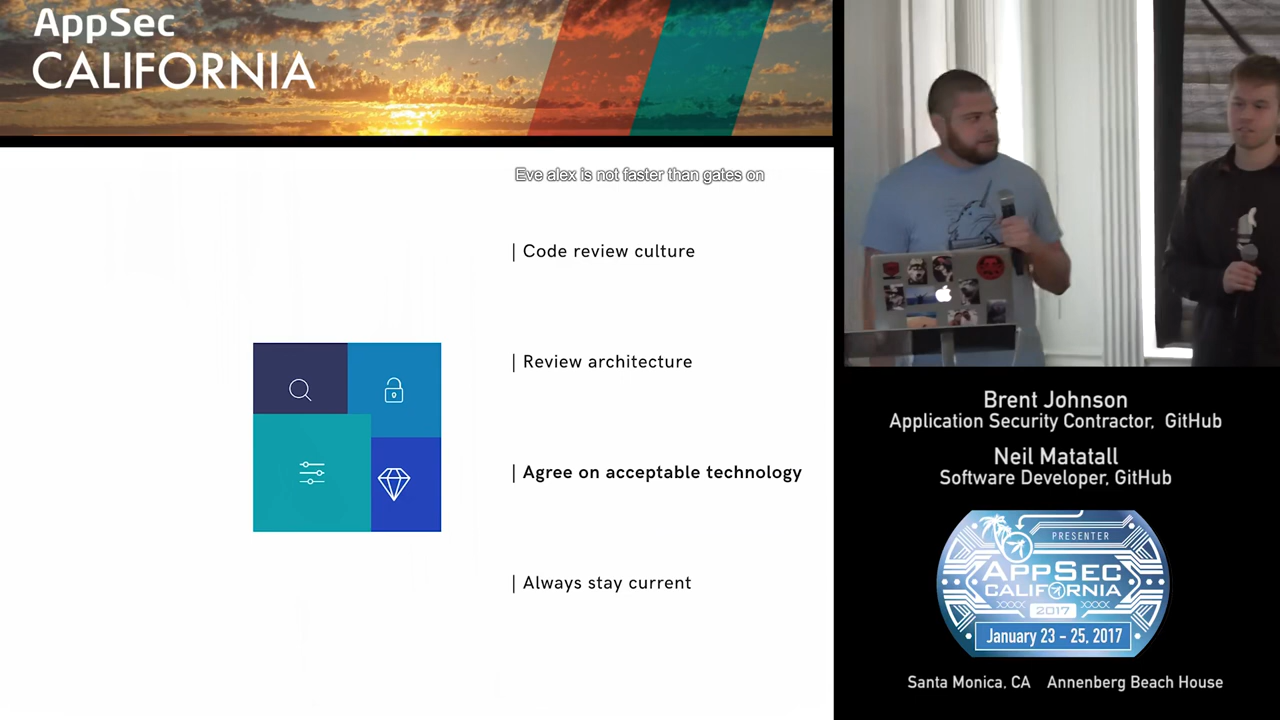 AppSec
CALIFORNIA
Eve alex is not faster than gates on
| Code review culture
| Review architecture
| Agree on acceptable technology
| Always stay current
Brent Johnson
Application Security Contractor, GitHub
Neil Matatall
Software Developer, GitHub
PRESENTER
APPSEC
CALIFORNIA
2017
January 23 - 25, 2017
Santa Monica, CA Annenberg Beach House